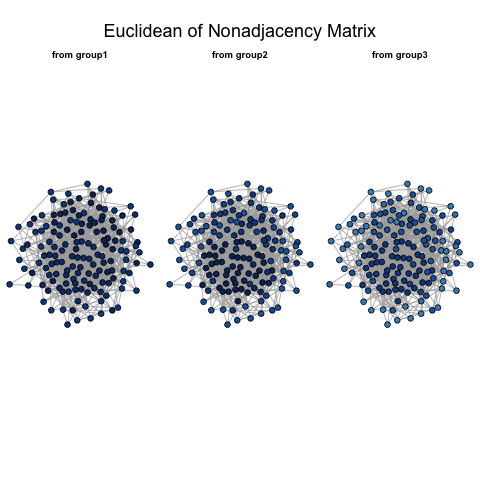 Euclidean of Nonadjacency Matrix
from group1
from group2
from group3